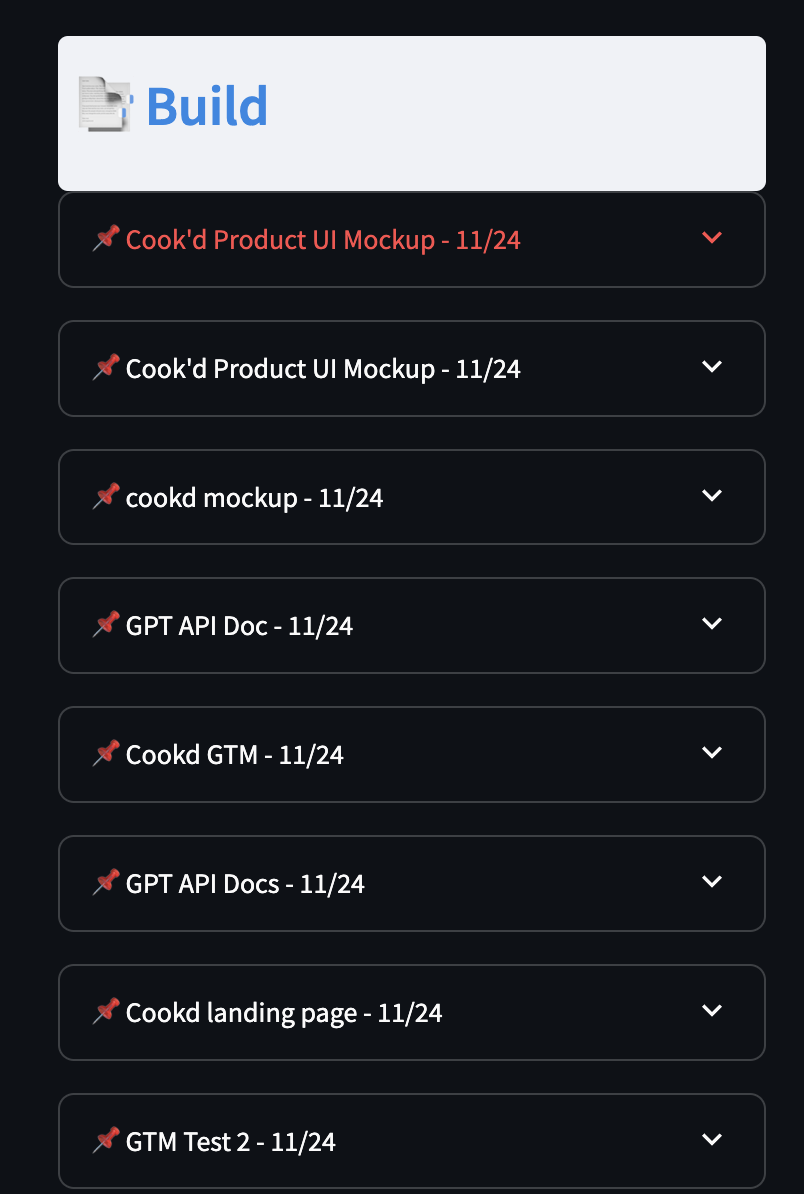 Build
Cook'd Product UI Mockup - 11/24
Cook'd Product UI Mockup - 11/24
cookd mockup - 11/24
GPT API Doc - 11/24
Cookd GTM - 11/24
GPT API Docs - 11/24
Cookd landing page - 11/24
GTM Test 2 - 11/24